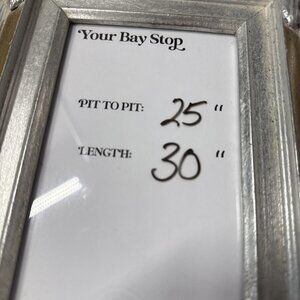 Your Bay Stop
PIT TO PIT: 25 "
LENGTH: 30 "